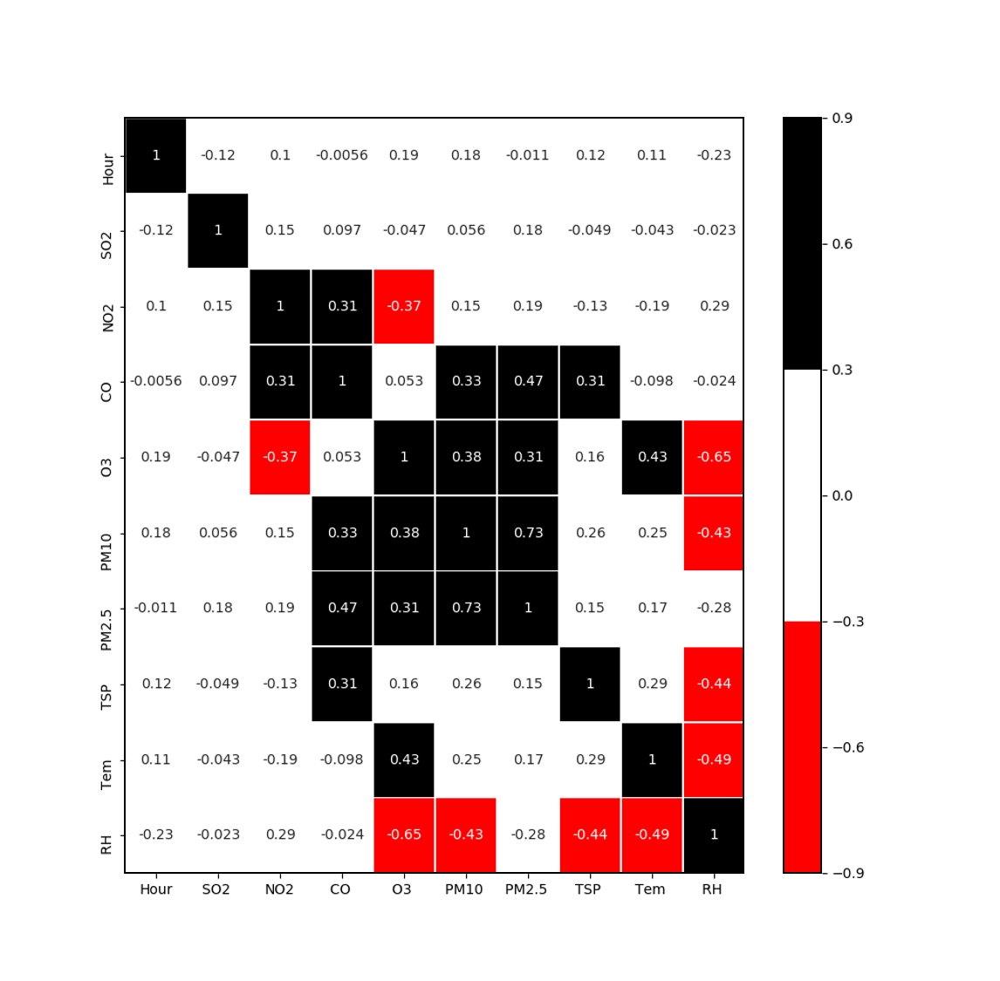 Hour 1 -0.12 0.1 -0.0056 0.19 0.18 -0.011 0.12 0.11 -0.23
SO2 -0.12 1 0.15 0.097 -0.047 0.056 0.18 -0.049 -0.043 -0.023
NO2 0.1 0.15 1 0.31 -0.37 0.15 0.19 -0.13 -0.19 0.29
CO -0.0056 0.097 0.31 1 0.053 0.33 0.47 0.31 -0.098 -0.024
O3 0.19 -0.047 -0.37 0.053 1 0.38 0.31 0.16 0.43 -0.65
PM10 0.18 0.056 0.15 0.33 0.38 1 0.73 0.26 0.25 -0.43
PM2.5 -0.011 0.18 0.19 0.47 0.31 0.73 1 0.15 0.17 -0.28
TSP 0.12 -0.049 -0.13 0.31 0.16 0.26 0.15 1 0.29 -0.44
Tem 0.11 -0.043 -0.19 -0.098 0.43 0.25 0.17 0.29 1 -0.49
RH -0.23 -0.023 0.29 -0.024 -0.65 -0.43 -0.28 -0.44 -0.49 1
Hour SO2 NO2 CO O3 PM10 PM2.5 TSP Tem RH
0.9
0.6
0.3
0.0
−0.3
−0.6
−0.9